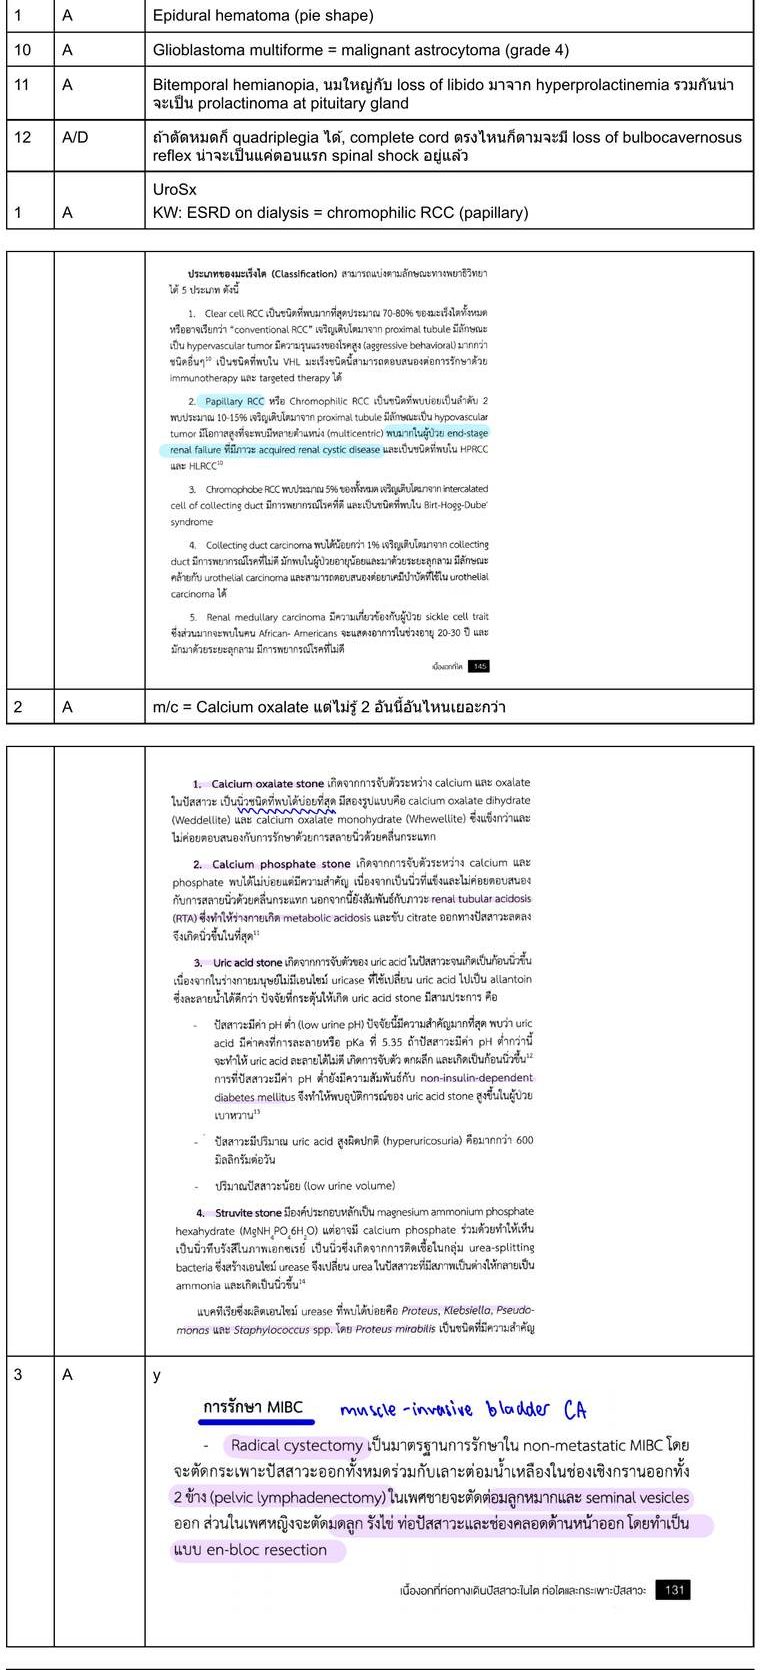 1 A Epidural hematoma (pie shape)
10 A Glioblastoma multiforme = malignant astrocytoma (grade 4)
11 A Bitemporal hemianopia, นมใหญ่กับ loss of libido มาจาก hyperprolactinemia รวมกันน่า
จะเป็น prolactinoma at pituitary gland
12 A/D ถ้าตัดหมดก็ quadriplegia ได้, complete cord ตรงไหนก็ตามจะมี loss of bulbocavernosus
reflex น่าจะเป็นแค่ตอนแรก spinal shock อยู่แล้ว
UroSx
1 A KW: ESRD on dialysis = chromophilic RCC (papillary)
ประเภทของมะเร็งไต (Classification) สามารถแบ่งตามลักษณะทางพยาธิวิทยา
ได้ 5 ประเภท ดังนี้
1. Clear cell RCC เป็นชนิดที่พบมากที่สุดประมาณ 70-80% ของมะเร็งไตทั้งหมด
หรืออาจเรียกว่า “conventional RCC” เจริญเติบโตมาจาก proximal tubule มีลักษณะ
เป็น hypervascular tumor มีความรุนแรงของโรคสูง (aggressive behavioral) มากกว่า
ชนิดอื่นๆ¹⁰ เป็นชนิดที่พบใน VHL มะเร็งชนิดนี้สามารถตอบสนองต่อการรักษาด้วย
immunotherapy และ targeted therapy ได้
2. Papillary RCC หรือ Chromophilic RCC เป็นชนิดที่พบบ่อยเป็นลำดับ 2
พบประมาณ 10-15% เจริญเติบโตมาจาก proximal tubule มีลักษณะเป็น hypovascular
tumor มีโอกาสสูงที่จะพบมีหลายตำแหน่ง (multicentric) พบมากในผู้ป่วย end-stage
renal failure ที่มีภาวะ acquired renal cystic disease และเป็นชนิดที่พบใน HPRCC
และ HLRCC¹⁰
3. Chromophobe RCC พบประมาณ 5% ของทั้งหมด เจริญเติบโตมาจาก intercalated
cell of collecting duct มีการพยากรณ์โรคที่ดี และเป็นชนิดที่พบใน Birt-Hogg-Dube'
syndrome
4. Collecting duct carcinoma พบได้น้อยกว่า 1% เจริญเติบโตมาจาก collecting
duct มีการพยากรณ์โรคที่ไม่ดี มักพบในผู้ป่วยอายุน้อยและมาด้วยระยะลุกลาม มีลักษณะ
คล้ายกับ urothelial carcinoma และสามารถตอบสนองต่อยาเคมีบำบัดที่ใช้ใน urothelial
carcinoma ได้
5. Renal medullary carcinoma มีความเกี่ยวข้องกับผู้ป่วย sickle cell trait
ซึ่งส่วนมากจะพบในคน African- Americans จะแสดงอาการในช่วงอายุ 20-30 ปี และ
มักมาด้วยระยะลุกลาม มีการพยากรณ์โรคที่ไม่ดี
เนื้องอกที่ไต 145
2 A m/c = Calcium oxalate แต่ไม่รู้ 2 อันนี้อันไหนเยอะกว่า
1. Calcium oxalate stone เกิดจากการจับตัวระหว่าง calcium และ oxalate
ในปัสสาวะ เป็นนิ่วชนิดที่พบได้บ่อยที่สุด มีสองรูปแบบคือ calcium oxalate dihydrate
(Weddellite) และ calcium oxalate monohydrate (Whewellite) ซึ่งแข็งกว่าและ
ไม่ค่อยตอบสนองกับการรักษาด้วยการสลายนิ่วด้วยคลื่นกระแทก
2. Calcium phosphate stone เกิดจากการจับตัวระหว่าง calcium และ
phosphate พบได้ไม่บ่อยแต่มีความสำคัญ เนื่องจากเป็นนิ่วที่แข็งและไม่ค่อยตอบสนอง
กับการสลายนิ่วด้วยคลื่นกระแทก นอกจากนี้ยังสัมพันธ์กับภาวะ renal tubular acidosis
(RTA) ซึ่งทำให้ร่างกายเกิด metabolic acidosis และขับ citrate ออกทางปัสสาวะลดลง
จึงเกิดนิ่วขึ้นในที่สุด¹¹
3. Uric acid stone เกิดจากการจับตัวของ uric acid ในปัสสาวะจนเกิดเป็นก้อนนิ่วขึ้น
เนื่องจากในร่างกายมนุษย์ไม่มีเอนไซม์ uricase ที่ใช้เปลี่ยน uric acid ไปเป็น allantoin
ซึ่งละลายน้ำได้ดีกว่า ปัจจัยที่กระตุ้นให้เกิด uric acid stone มีสามประการ คือ
- ปัสสาวะมีค่า pH ต่ำ (low urine pH) ปัจจัยนี้มีความสำคัญมากที่สุด พบว่า uric
acid มีค่าคงที่การละลายหรือ pKa ที่ 5.35 ถ้าปัสสาวะมีค่า pH ต่ำกว่านี้
จะทำให้ uric acid ละลายได้ไม่ดี เกิดการจับตัว ตกผลึก และเกิดเป็นก้อนนิ่วขึ้น¹²
การที่ปัสสาวะมีค่า pH ต่ำยังมีความสัมพันธ์กับ non-insulin-dependent
diabetes mellitus จึงทำให้พบอุบัติการณ์ของ uric acid stone สูงขึ้นในผู้ป่วย
เบาหวาน¹³
- ปัสสาวะมีปริมาณ uric acid สูงผิดปกติ (hyperuricosuria) คือมากกว่า 600
มิลลิกรัมต่อวัน
- ปริมาณปัสสาวะน้อย (low urine volume)
4. Struvite stone มีองค์ประกอบหลักเป็น magnesium ammonium phosphate
hexahydrate (MgNH₄PO₄6H₂O) แต่อาจมี calcium phosphate ร่วมด้วยทำให้เห็น
เป็นนิ่วทึบรังสีในภาพเอกซเรย์ เป็นนิ่วซึ่งเกิดจากการติดเชื้อในกลุ่ม urea-splitting
bacteria ซึ่งสร้างเอนไซม์ urease จึงเปลี่ยน urea ในปัสสาวะที่มีสภาพเป็นด่างให้กลายเป็น
ammonia และเกิดเป็นนิ่วขึ้น¹⁴
แบคทีเรียซึ่งผลิตเอนไซม์ urease ที่พบได้บ่อยคือ Proteus, Klebsiella, Pseudo-
monas และ Staphylococcus spp. โดย Proteus mirabilis เป็นชนิดที่มีความสำคัญ
3 A y
การรักษา MIBC muscle-invasive bladder CA
- Radical cystectomy เป็นมาตรฐานการรักษาใน non-metastatic MIBC โดย
จะตัดกระเพาะปัสสาวะออกทั้งหมดร่วมกับเลาะต่อมน้ำเหลืองในช่องเชิงกรานออกทั้ง
2 ข้าง (pelvic lymphadenectomy) ในเพศชายจะตัดต่อมลูกหมากและ seminal vesicles
ออก ส่วนในเพศหญิงจะตัดมดลูก รังไข่ ท่อปัสสาวะและช่องคลอดด้านหน้าออก โดยทำเป็น
แบบ en-bloc resection
เนื้องอกที่ท่อทางเดินปัสสาวะในไต ท่อไตและกระเพาะปัสสาวะ 131